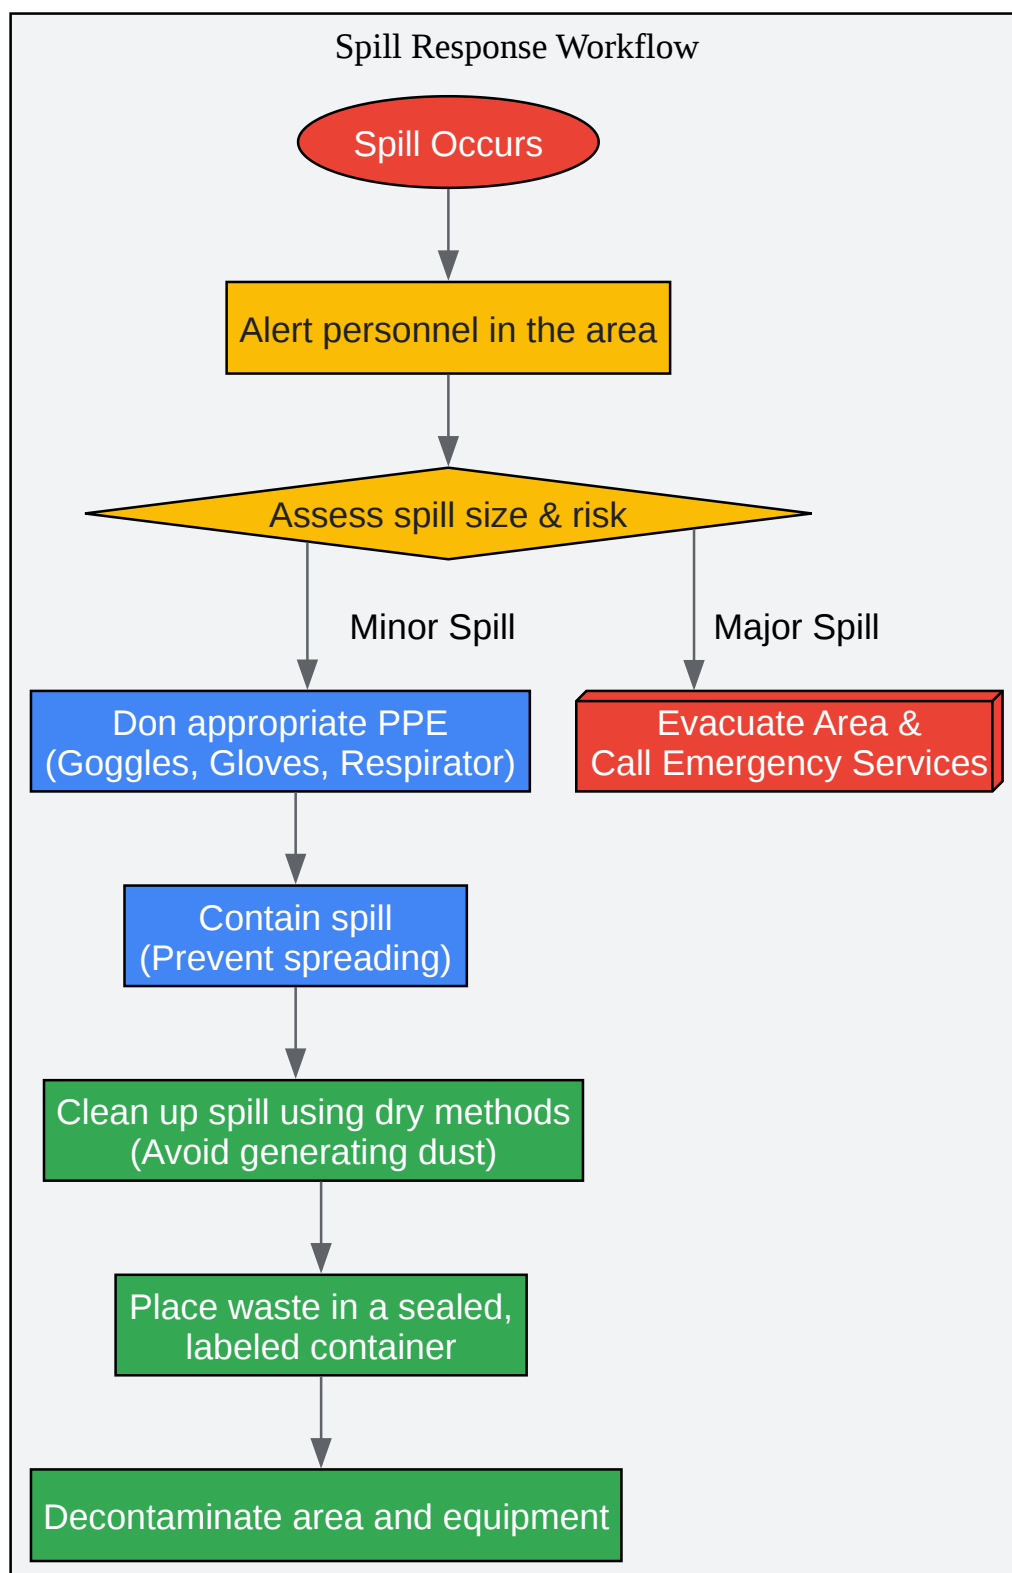 Spill Response Workflow
Spill Occurs
Alert personnel in the area
Assess spill size & risk
Minor Spill
Major Spill
Don appropriate PPE
(Goggles, Gloves, Respirator)
Evacuate Area &
Call Emergency Services
Contain spill
(Prevent spreading)
Clean up spill using dry methods
(Avoid generating dust)
Place waste in a sealed,
labeled container
Decontaminate area and equipment